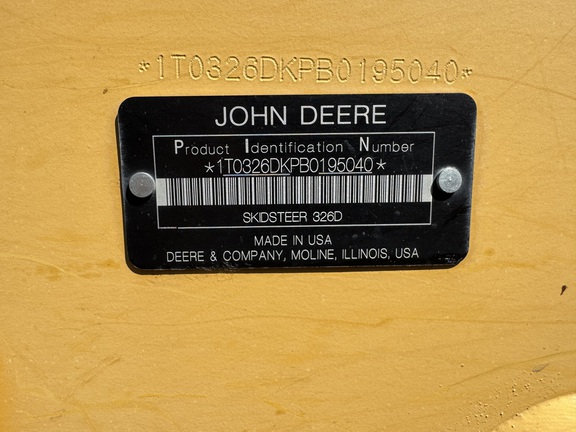 *1T0326DKPB0195040*
JOHN DEERE
Product Identification Number
*1T0326DKPB0195040*
SKIDSTEER 326D
MADE IN USA
DEERE & COMPANY, MOLINE, ILLINOIS, USA